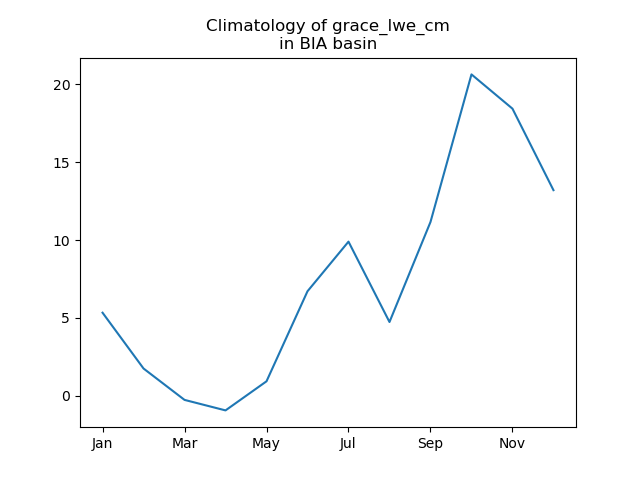 Climatology of grace_lwe_cm
in BIA basin
20
15
10
5
0
Jan
Mar
May
Jul
Sep
Nov